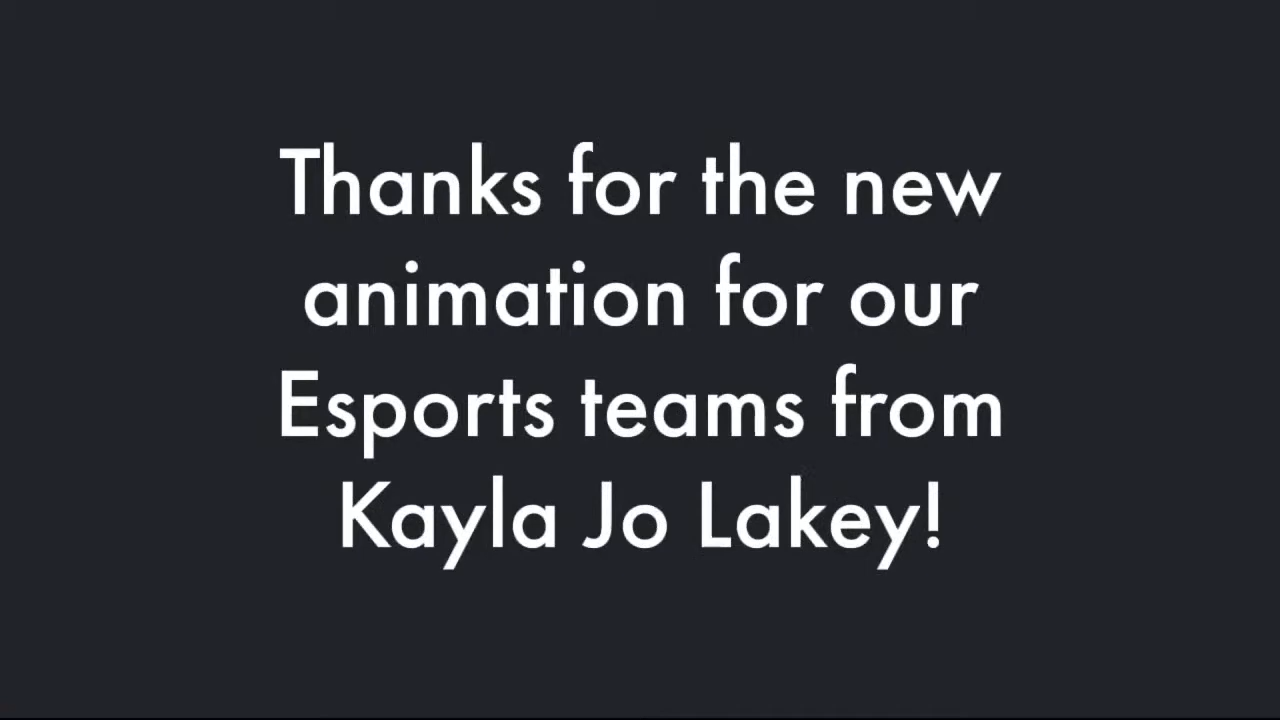 Thanks for the new
animation for our
Esports teams from
Kayla Jo Lakey!